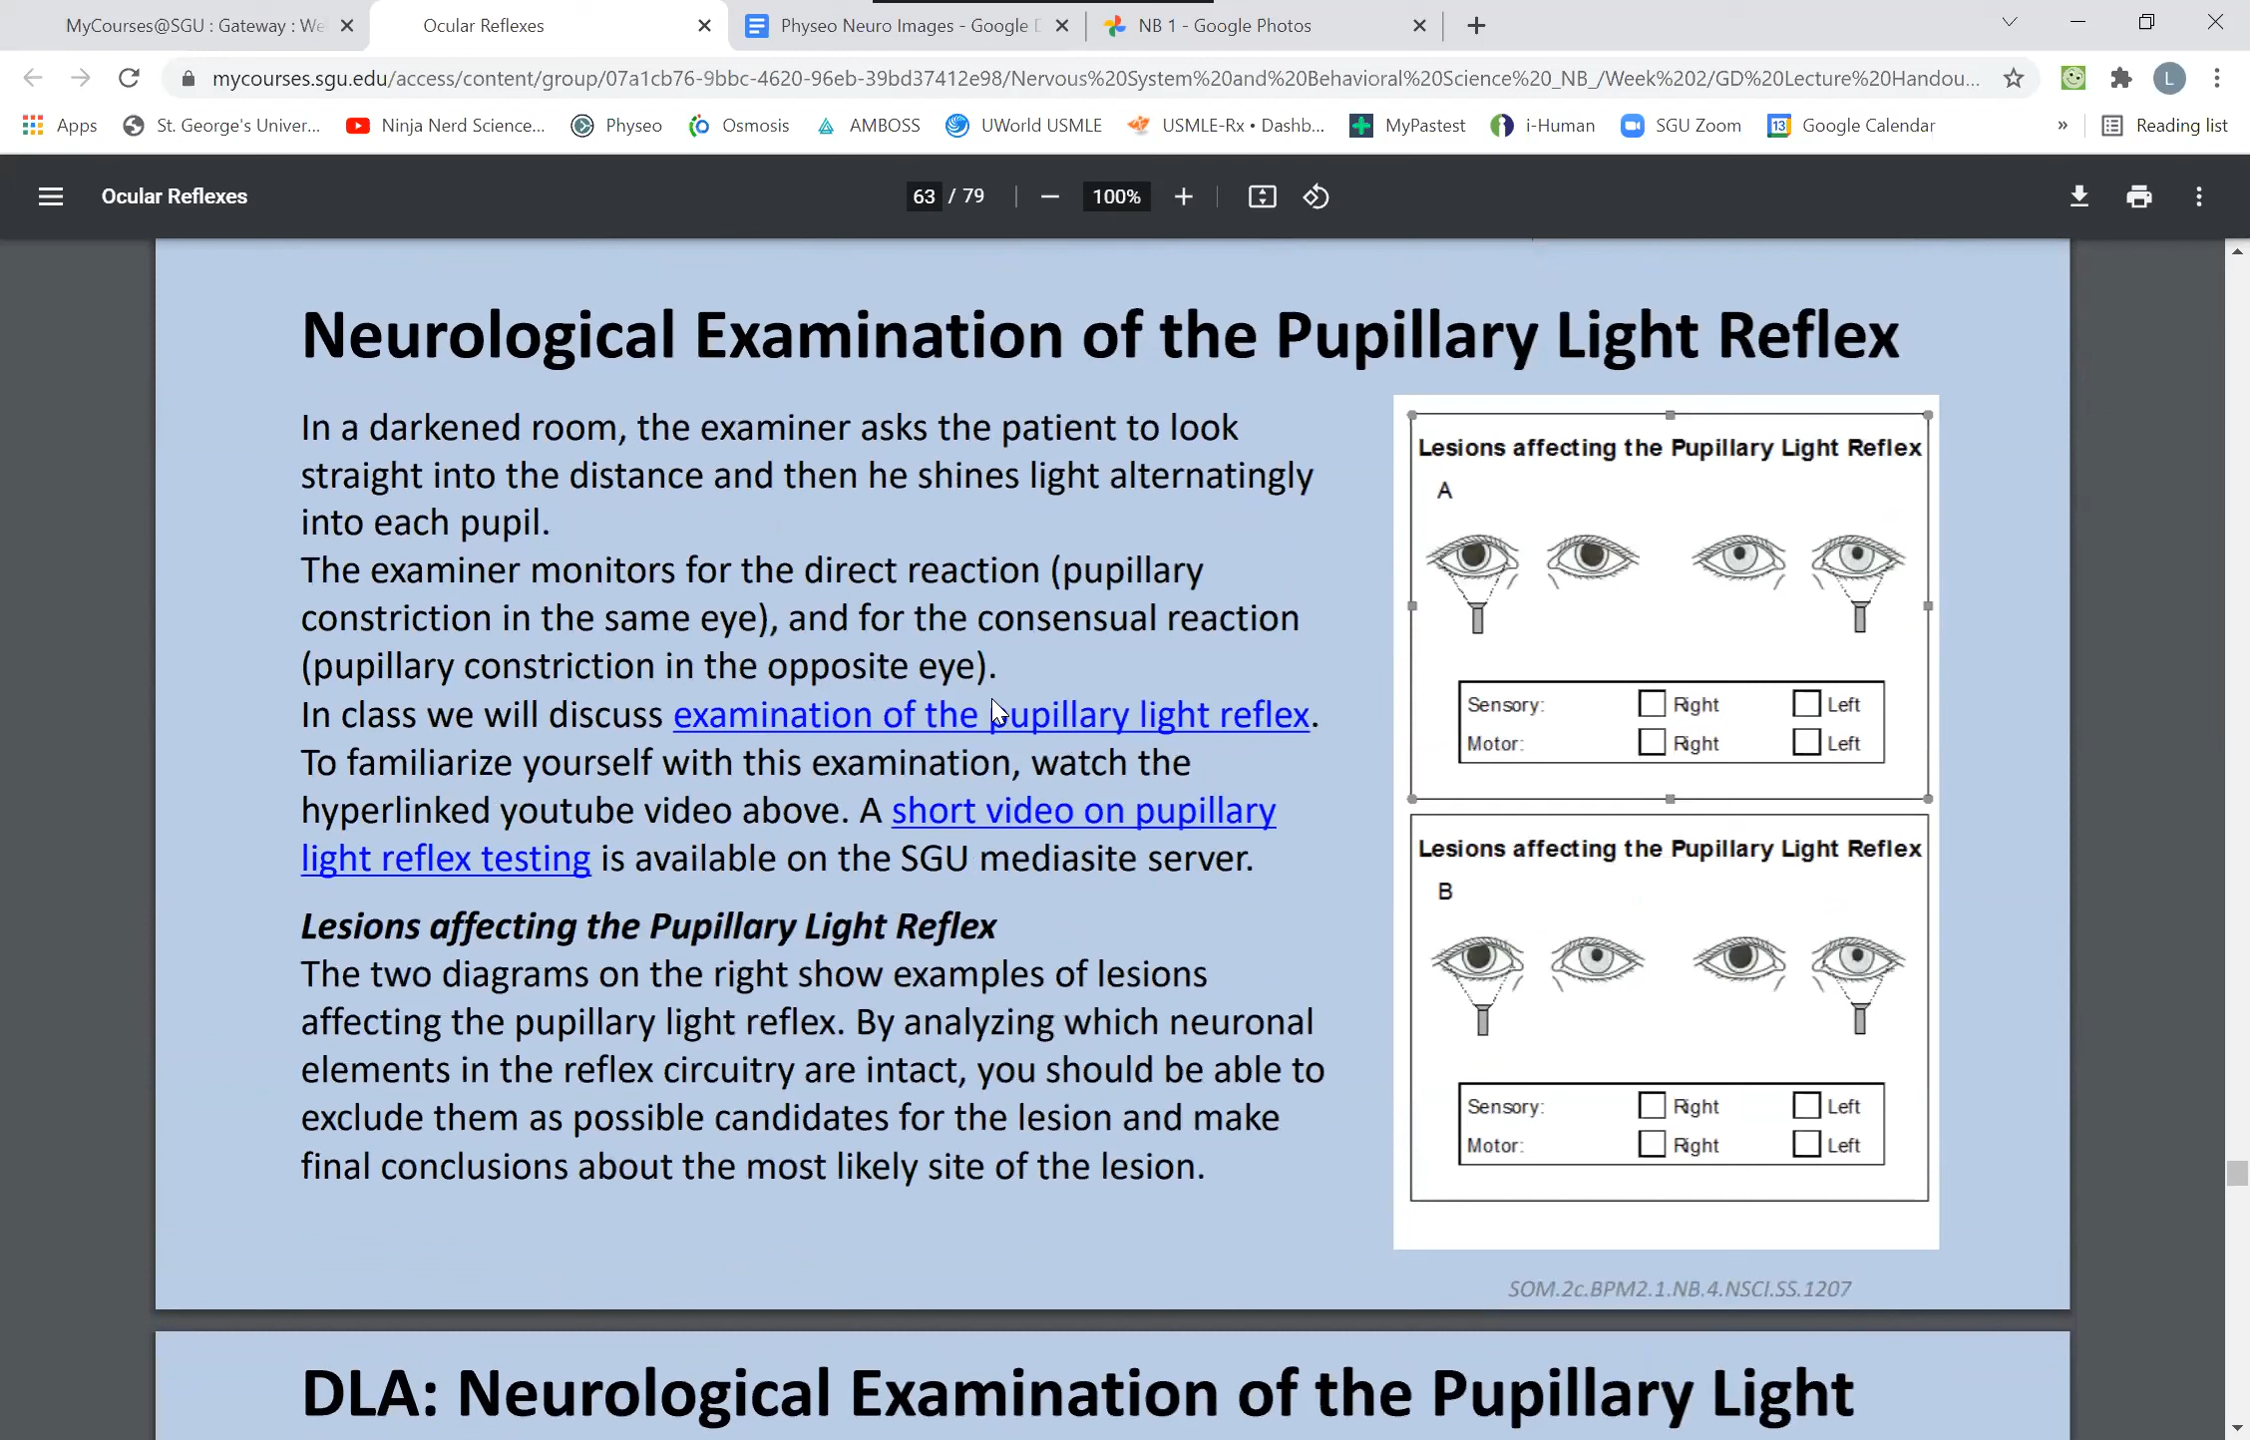 MyCourses@SGU : Gateway : We
Ocular Reflexes
Physeo Neuro Images - Google D
NB 1 - Google Photos
mycourses.sgu.edu/access/content/group/07a1cb76-9bbc-4620-96eb-39bd37412e98/Nervous%20System%20and%20Behavioral%20Science%20_NB_/Week%202/GD%20Lecture%20Handou...
L
Apps
St. George's Univer...
Ninja Nerd Science...
Physeo
Osmosis
AMBOSS
UWorld USMLE
USMLE-Rx • Dashb...
MyPastest
i-Human
SGU Zoom
13
Google Calendar
»
Reading list
Ocular Reflexes
63 / 79
100%
Neurological Examination of the Pupillary Light Reflex
In a darkened room, the examiner asks the patient to look
straight into the distance and then he shines light alternatingly
into each pupil.
The examiner monitors for the direct reaction (pupillary
constriction in the same eye), and for the consensual reaction
(pupillary constriction in the opposite eye).
In class we will discuss examination of the pupillary light reflex.
To familiarize yourself with this examination, watch the
hyperlinked youtube video above. A short video on pupillary
light reflex testing is available on the SGU mediasite server.
Lesions affecting the Pupillary Light Reflex
The two diagrams on the right show examples of lesions
affecting the pupillary light reflex. By analyzing which neuronal
elements in the reflex circuitry are intact, you should be able to
exclude them as possible candidates for the lesion and make
final conclusions about the most likely site of the lesion.
Lesions affecting the Pupillary Light Reflex
A
Sensory: Right Left
Motor: Right Left
Lesions affecting the Pupillary Light Reflex
B
Sensory: Right Left
Motor: Right Left
SOM.2c.BPM2.1.NB.4.NSCI.SS.1207
DLA: Neurological Examination of the Pupillary Light